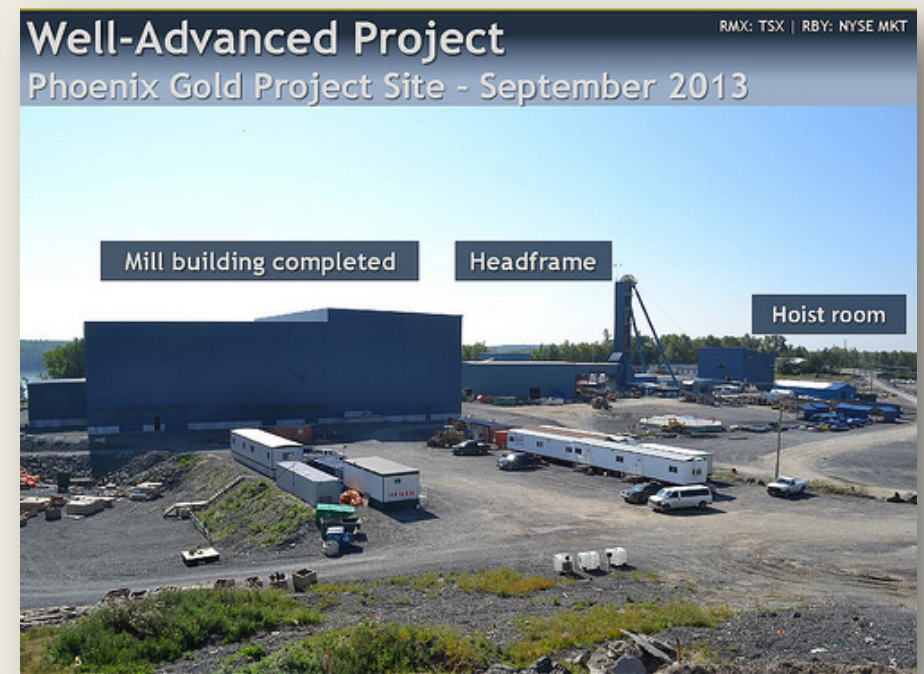 Well-Advanced Project
RMX: TSX | RBY: NYSE MKT
Phoenix Gold Project Site - September 2013
Mill building completed
Headframe
Hoist room
5